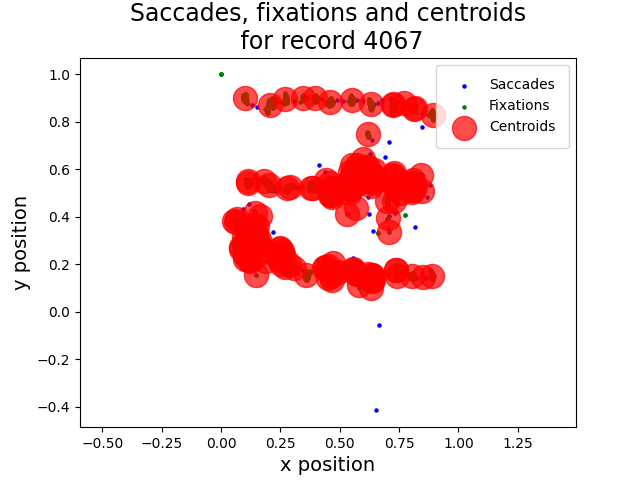 Saccades, fixations and centroids
for record 4067
Saccades
Fixations
Centroids
1.0
0.8
0.6
0.4
0.2
0.0
−0.2
−0.4
y position
−0.50 −0.25 0.00 0.25 0.50 0.75 1.00 1.25
x position